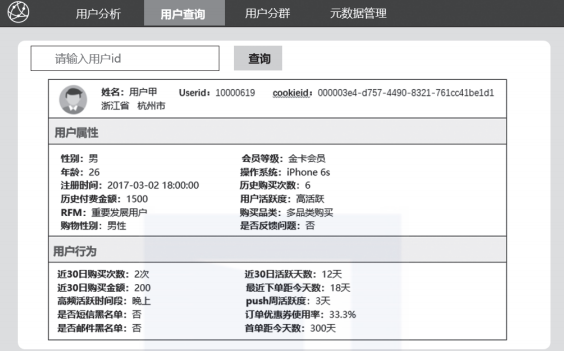 用户分析 用户查询 用户分群 元数据管理
请输入用户id 查询
姓名：用户甲 Userid：10000619 cookieid：000003e4-d757-4490-8321-761cc41be1d1
浙江省 杭州市
用户属性
性别：男 会员等级：金卡会员
年龄：26 操作系统：iPhone 6s
注册时间：2017-03-02 18:00:00 历史购买次数：6
历史付费金额：1500 用户活跃度：高活跃
RFM：重要发展用户 购买品类：多品类购买
购物性别：男性 是否反馈问题：否
用户行为
近30日购买次数：2次 近30日活跃天数：12天
近30日购买金额：200 最近下单距今天数：18天
高频活跃时间段：晚上 push周活跃度：3天
是否短信黑名单：否 订单优惠券使用率：33.3%
是否邮件黑名单：否 首单距今天数：300天